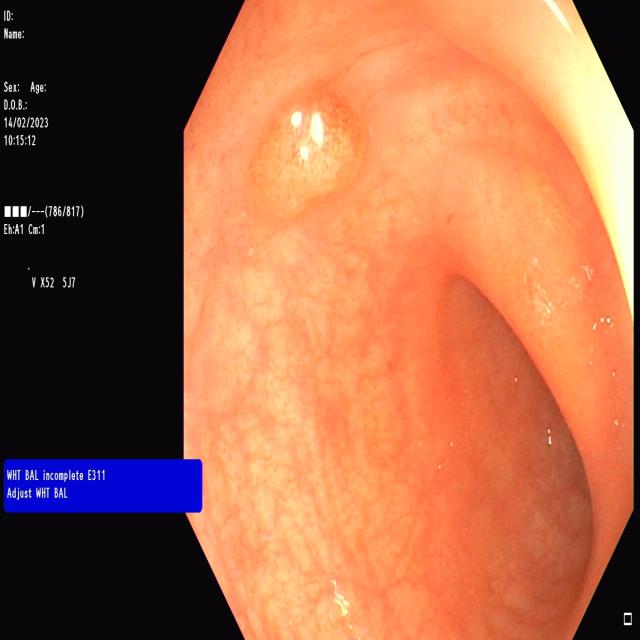 ID:
Name:
Sex: Age:
D.O.B.:
14/02/2023
10:15:12
■■■/---(786/817)
Eh:A1 Cm:1
V X52 5J7
WHT BAL incomplete E311
Adjust WHT BAL